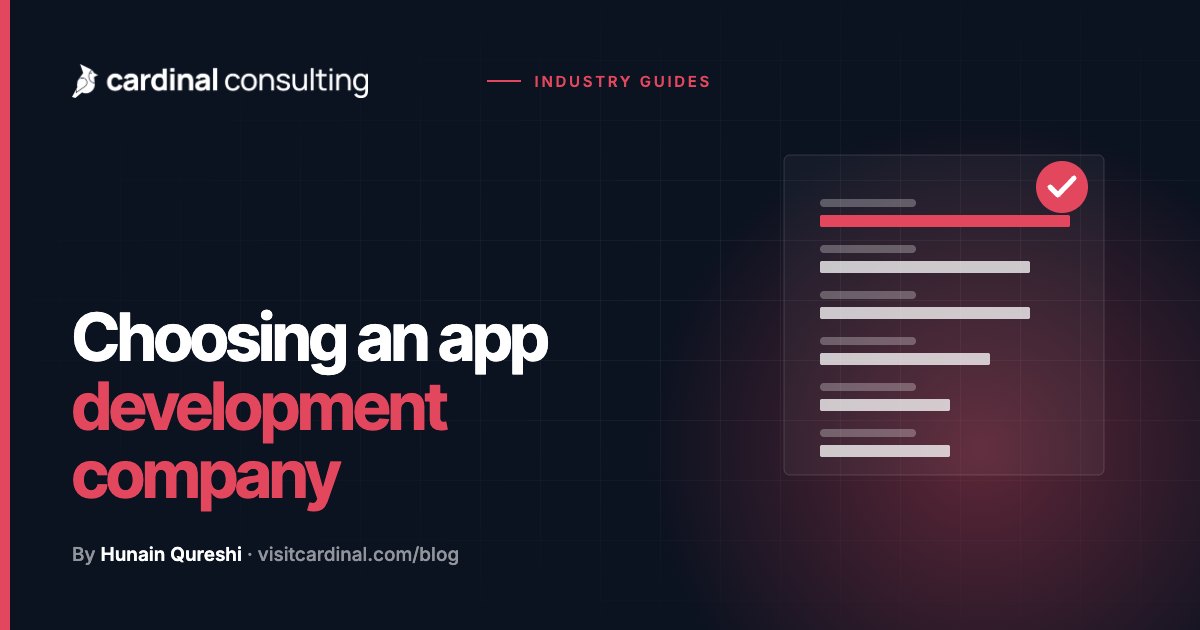 cardinal consulting
INDUSTRY GUIDES
Choosing an app
development
company
By Hunain Qureshi · visitcardinal.com/blog